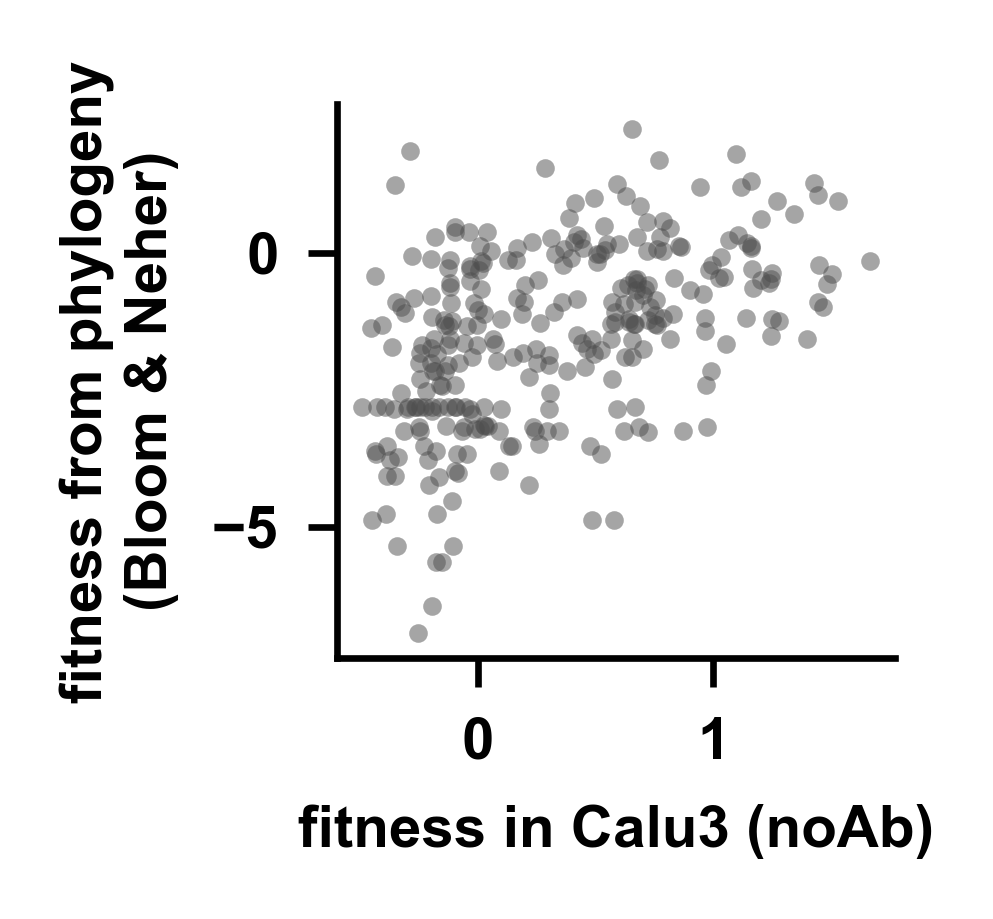 fitness from phylogeny
(Bloom & Neher)
0
−5
0
1
fitness in Calu3 (noAb)